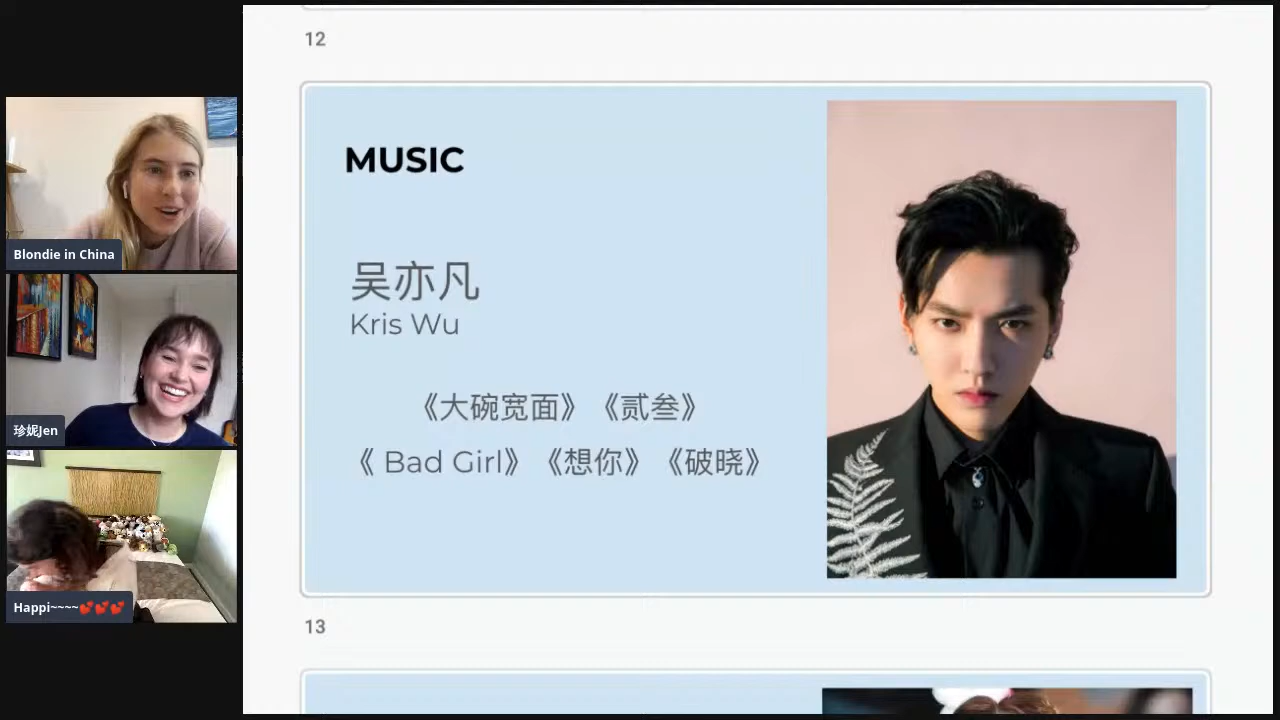 Blondie in China
珍妮Jen
Happi~~~~💕💕💕
12
MUSIC
吴亦凡
Kris Wu
《大碗宽面》《贰叁》
《 Bad Girl》《想你》《破晓》
13